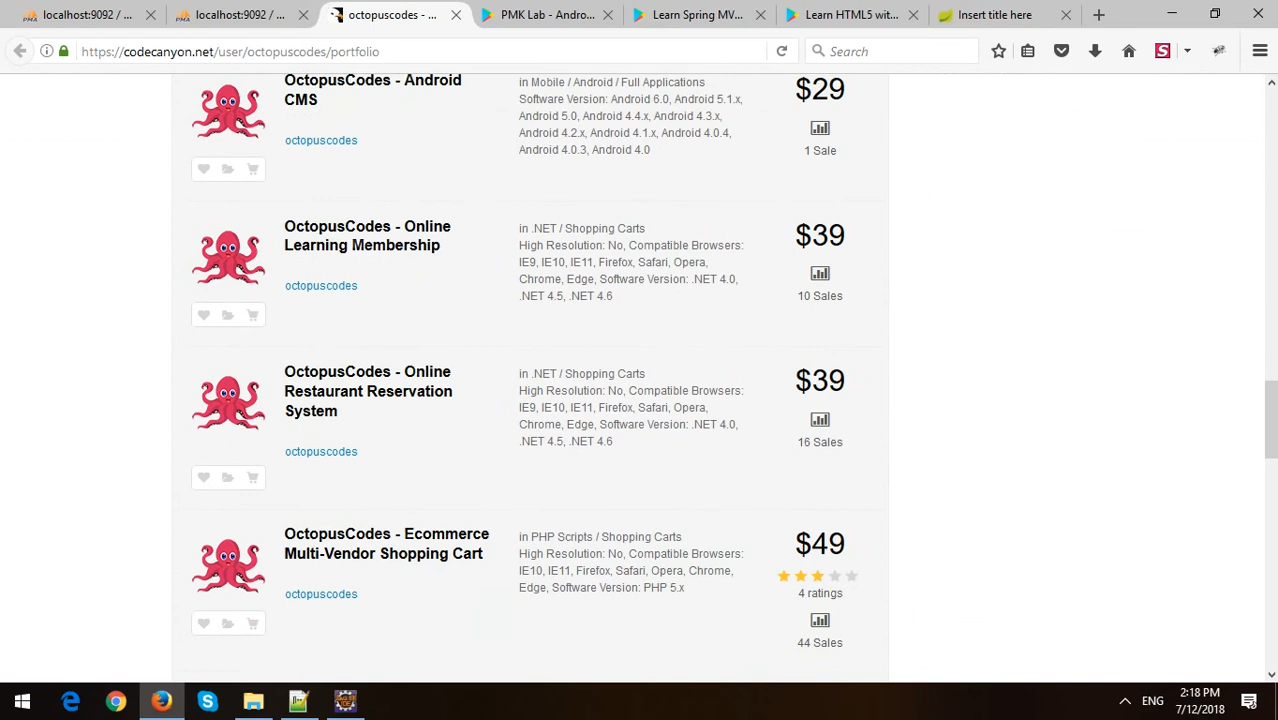 localhost:9092 /
localhost:9092 /
octopuscodes - ...
PMK Lab - Andro...
Learn Spring MV...
Learn HTML5 wit...
Insert title here
https://codecanyon.net/user/octopuscodes/portfolio
Search
OctopusCodes - Android
CMS
octopuscodes
in Mobile / Android / Full Applications
Software Version: Android 6.0, Android 5.1.x,
Android 5.0, Android 4.4.x, Android 4.3.x,
Android 4.2.x, Android 4.1.x, Android 4.0.4,
Android 4.0.3, Android 4.0
$29
1 Sale
OctopusCodes - Online
Learning Membership
octopuscodes
in .NET / Shopping Carts
High Resolution: No, Compatible Browsers:
IE9, IE10, IE11, Firefox, Safari, Opera,
Chrome, Edge, Software Version: .NET 4.0,
.NET 4.5, .NET 4.6
$39
10 Sales
OctopusCodes - Online
Restaurant Reservation
System
octopuscodes
in .NET / Shopping Carts
High Resolution: No, Compatible Browsers:
IE9, IE10, IE11, Firefox, Safari, Opera,
Chrome, Edge, Software Version: .NET 4.0,
.NET 4.5, .NET 4.6
$39
16 Sales
OctopusCodes - Ecommerce
Multi-Vendor Shopping Cart
octopuscodes
in PHP Scripts / Shopping Carts
High Resolution: No, Compatible Browsers:
IE10, IE11, Firefox, Safari, Opera, Chrome,
Edge, Software Version: PHP 5.x
$49
4 ratings
44 Sales
ENG
2:18 PM
7/12/2018